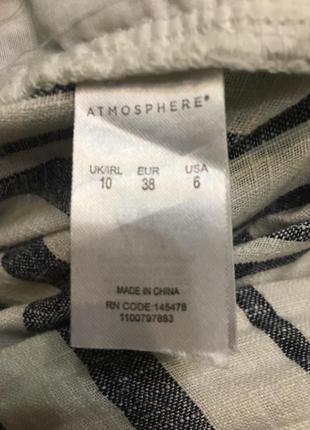 ATMOSPHERE®
UK/IRL EUR USA
10 38 6
MADE IN CHINA
RN CODE: 145478
1100797883